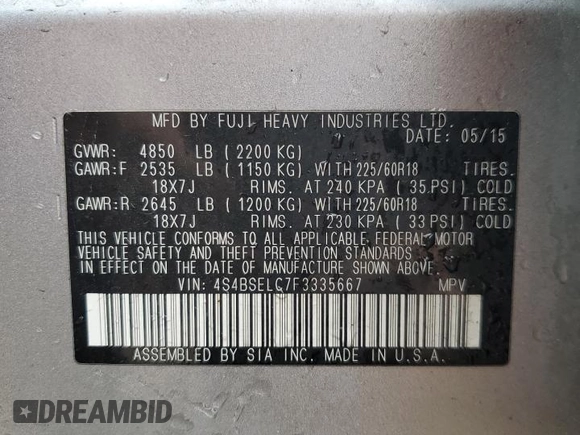 MFD BY FUJI HEAVY INDUSTRIES LTD.
DATE: 05/15
GVWR: 4850 LB (2200 KG)
GAWR:F 2535 LB (1150 KG) WITH 225/60R18 TIRES.
18X7J RIMS. AT 240 KPA ( 35 PSI) COLD
GAWR:R 2645 LB (1200 KG) WITH 225/60R18 TIRES.
18X7J RIMS. AT 230 KPA ( 33 PSI) COLD
THIS VEHICLE CONFORMS TO ALL APPLICABLE FEDERAL MOTOR
VEHICLE SAFETY AND THEFT PREVENTION STANDARDS
IN EFFECT ON THE DATE OF MANUFACTURE SHOWN ABOVE.
VIN: 4S4BSELC7F3335667 MPV
ASSEMBLED BY SIA INC. MADE IN U.S.A.
DREAMBID